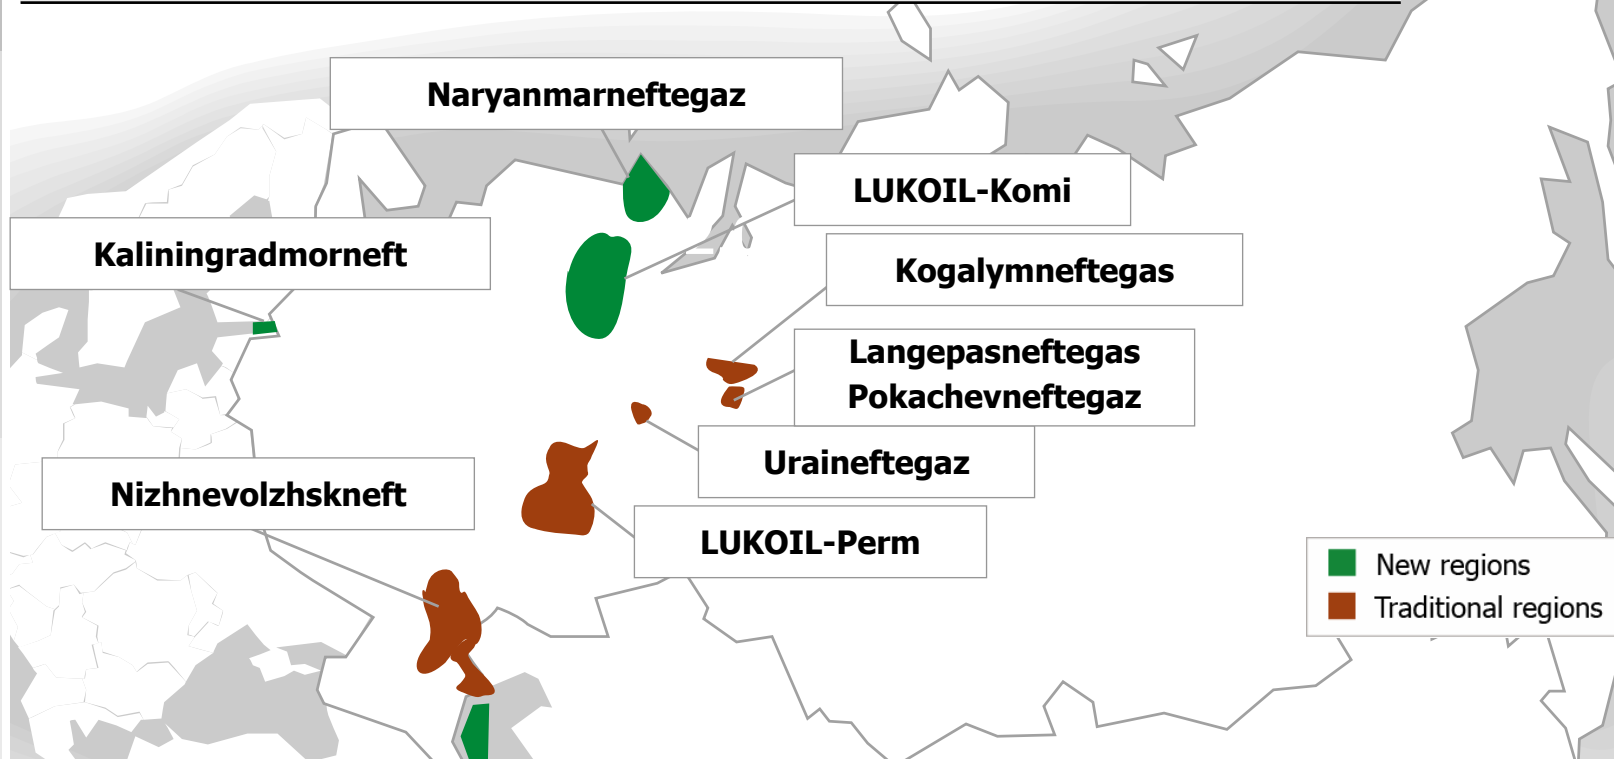 Naryanmarneftegaz
LUKOIL-Komi
Kaliningradmorneft
Kogalymneftegas
Langepasneftegas
Pokachevneftegaz
Uraineftegaz
Nizhnevolzhskneft
LUKOIL-Perm
New regions
Traditional regions